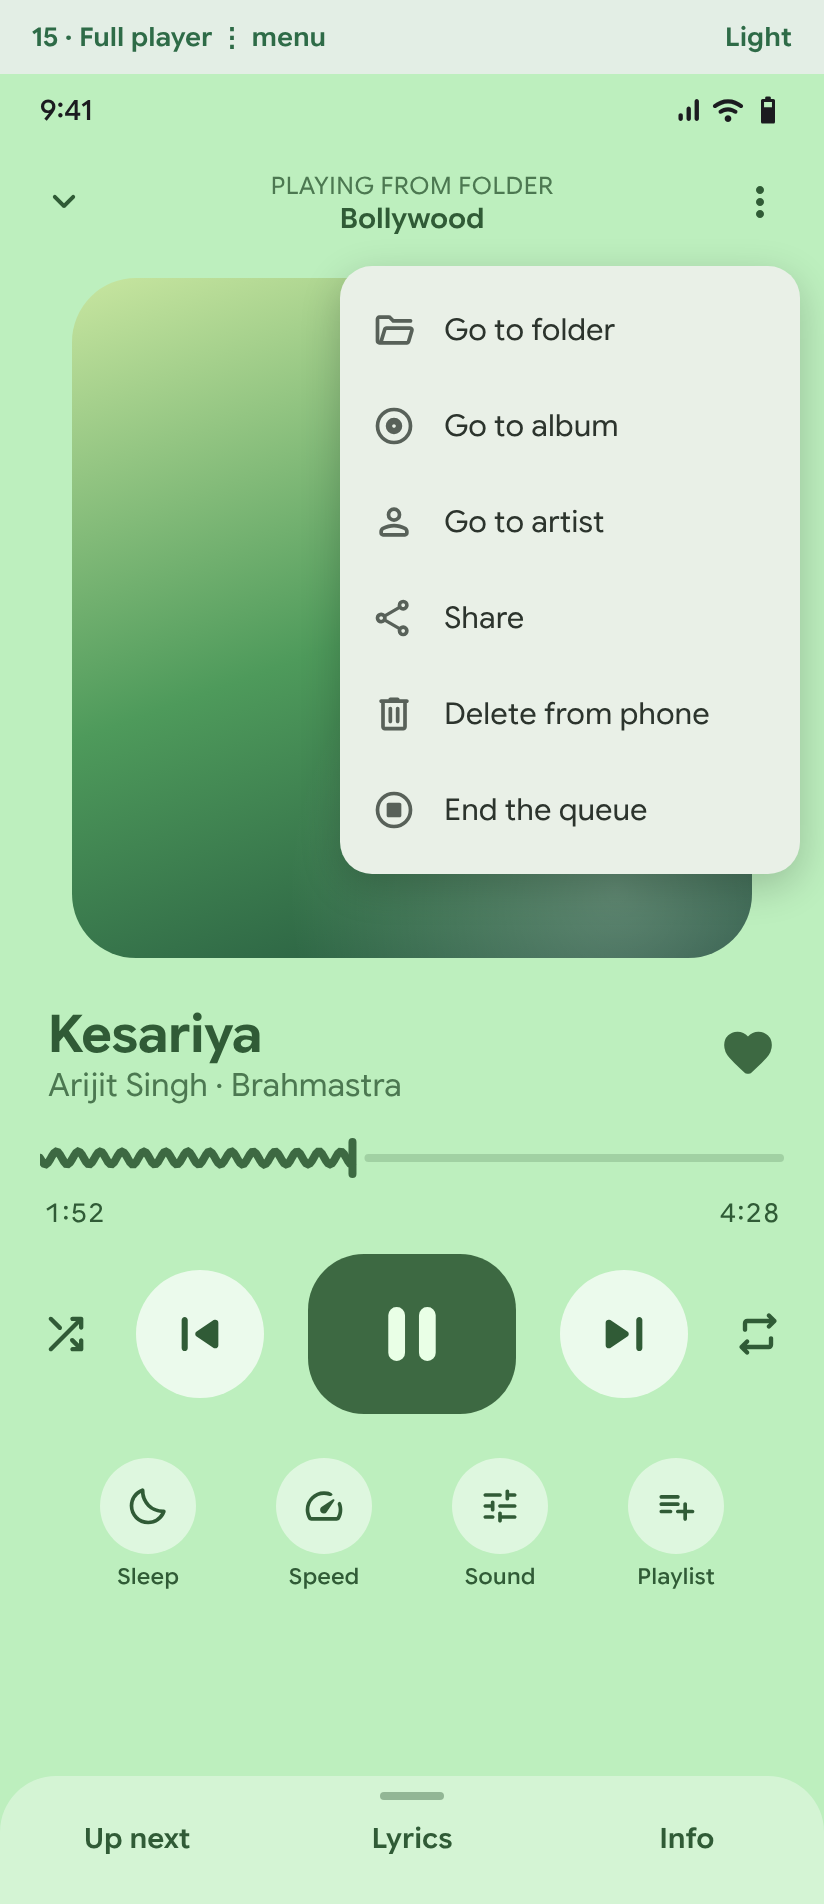 15 · Full player ⋮ menu
Light
9:41
PLAYING FROM FOLDER
Bollywood
Go to folder
Go to album
Go to artist
Share
Delete from phone
End the queue
Kesariya
Arijit Singh · Brahmastra
1:52
4:28
Sleep
Speed
Sound
Playlist
Up next
Lyrics
Info